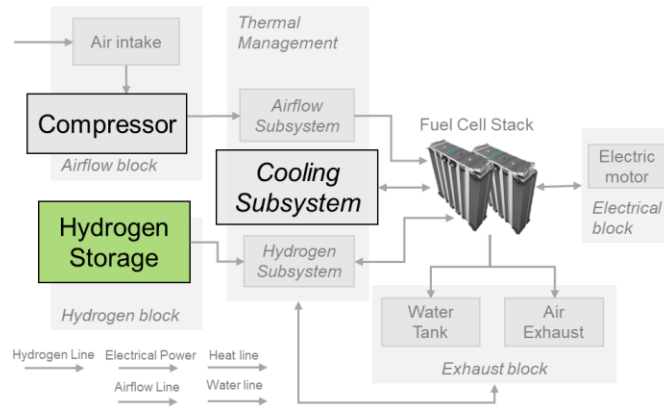 Air intake
Compressor
Airflow block
Thermal
Management
Airflow
Subsystem
Cooling
Subsystem
Hydrogen
Subsystem
Hydrogen
Storage
Hydrogen block
Fuel Cell Stack
Electric
motor
Electrical
block
Water
Tank
Air
Exhaust
Exhaust block
Hydrogen Line
Electrical Power
Heat line
Airflow Line
Water line